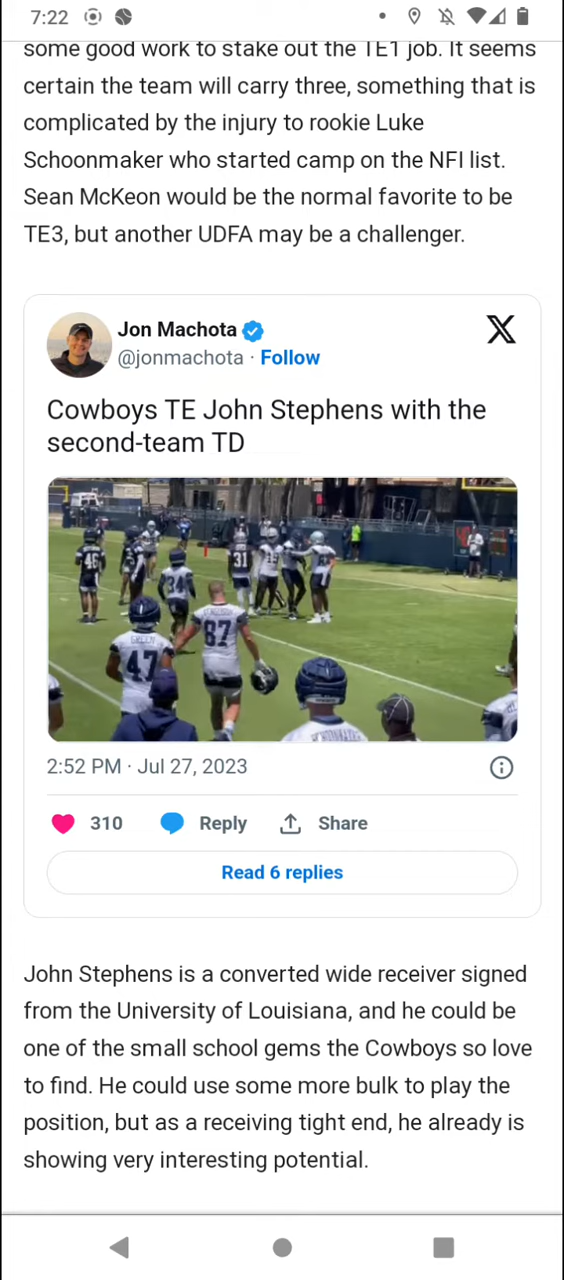 7:22
some good work to stake out the TE1 job. It seems
certain the team will carry three, something that is
complicated by the injury to rookie Luke
Schoonmaker who started camp on the NFI list.
Sean McKeon would be the normal favorite to be
TE3, but another UDFA may be a challenger.
Jon Machota
@jonmachota · Follow
X
Cowboys TE John Stephens with the
second-team TD
46
34
31
19
87
47
2:52 PM · Jul 27, 2023
310 Reply Share
Read 6 replies
John Stephens is a converted wide receiver signed
from the University of Louisiana, and he could be
one of the small school gems the Cowboys so love
to find. He could use some more bulk to play the
position, but as a receiving tight end, he already is
showing very interesting potential.